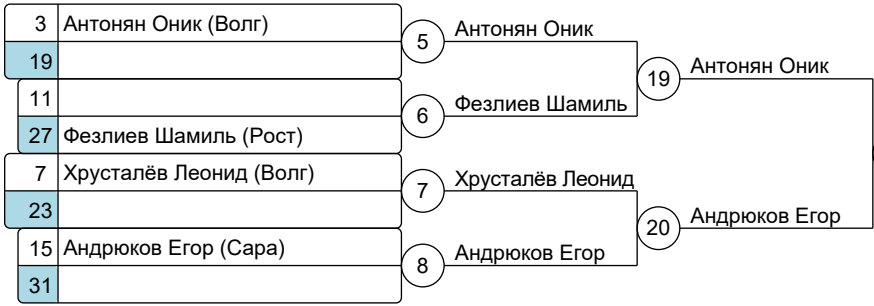 3 Антонян Оник (Волг)
19
5 Антонян Оник
11
27 Фезлиев Шамиль (Рост)
6 Фезлиев Шамиль
19 Антонян Оник
7 Хрусталёв Леонид (Волг)
23
7 Хрусталёв Леонид
15 Андрюков Егор (Сара)
31
8 Андрюков Егор
20 Андрюков Егор